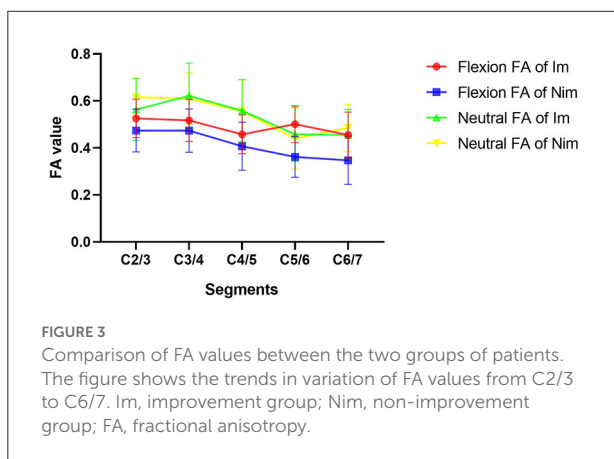 0.8
0.6
0.4
0.2
0.0
FA value
C2/3 C3/4 C4/5 C5/6 C6/7
Segments
Flexion FA of Im
Flexion FA of Nim
Neutral FA of Im
Neutral FA of Nim
FIGURE 3
Comparison of FA values between the two groups of patients.
The figure shows the trends in variation of FA values from C2/3
to C6/7. Im, improvement group; Nim, non-improvement
group; FA, fractional anisotropy.